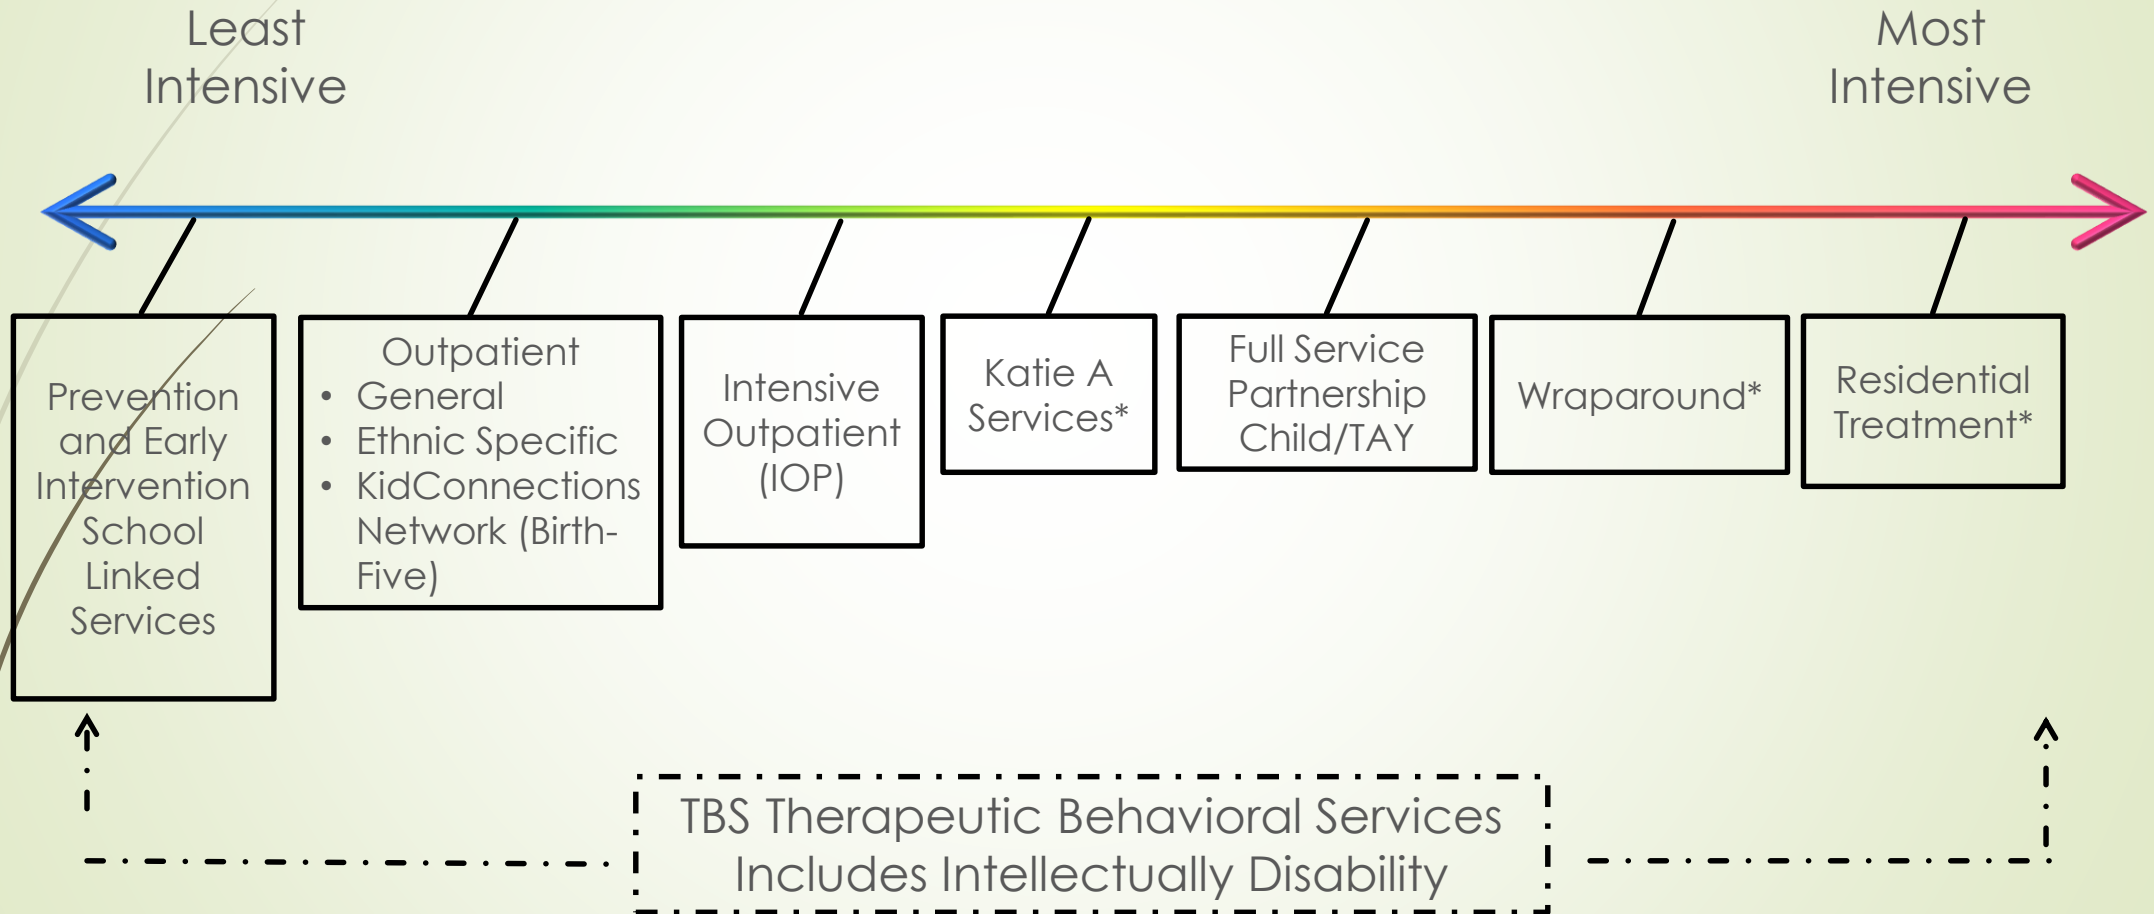 Least
Intensive
Most
Intensive
Prevention
and Early
Intervention
School
Linked
Services
Outpatient
• General
• Ethnic Specific
• KidConnections
Network (Birth-
Five)
Intensive
Outpatient
(IOP)
Katie A
Services*
Full Service
Partnership
Child/TAY
Wraparound*
Residential
Treatment*
TBS Therapeutic Behavioral Services
Includes Intellectually Disability